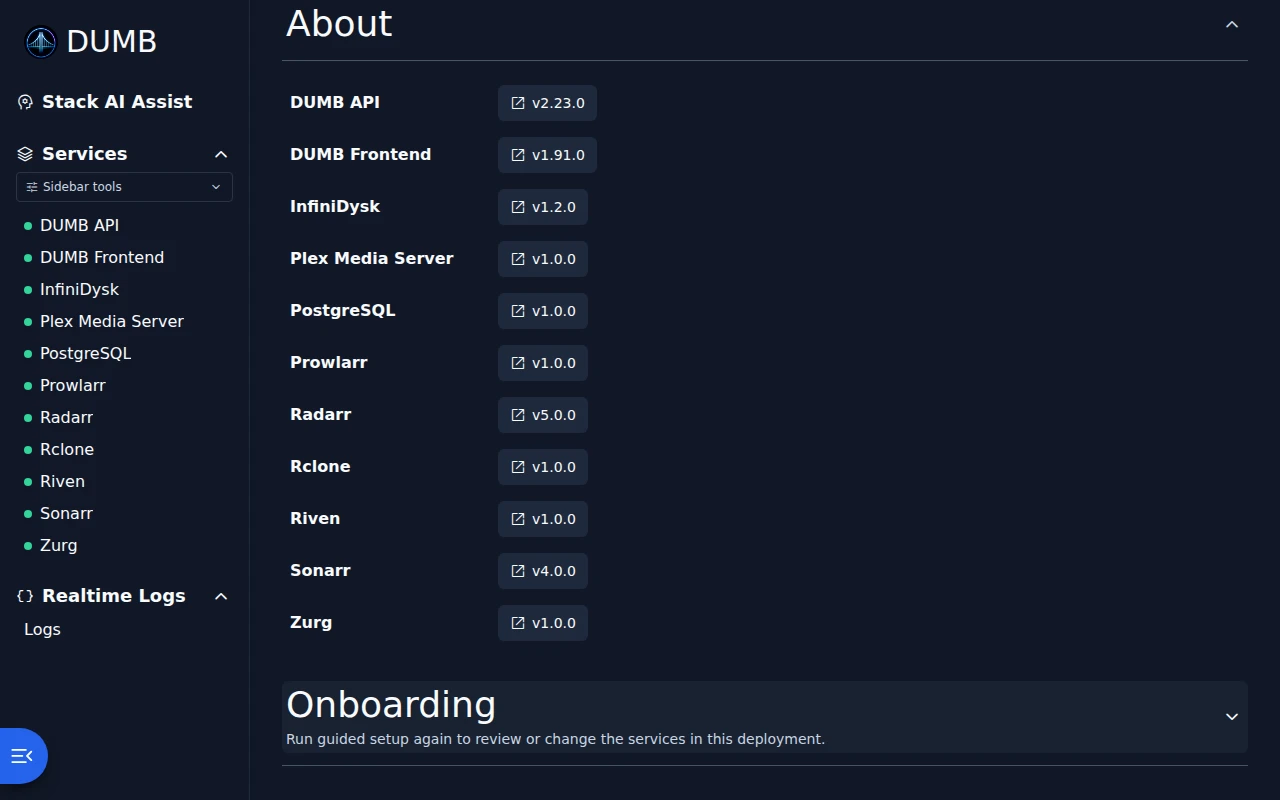 DUMB
Stack AI Assist
Services
Sidebar tools
DUMB API
DUMB Frontend
InfiniDysk
Plex Media Server
PostgreSQL
Prowlarr
Radarr
Rclone
Riven
Sonarr
Zurg
Realtime Logs
Logs
About
DUMB API v2.23.0
DUMB Frontend v1.91.0
InfiniDysk v1.2.0
Plex Media Server v1.0.0
PostgreSQL v1.0.0
Prowlarr v1.0.0
Radarr v5.0.0
Rclone v1.0.0
Riven v1.0.0
Sonarr v4.0.0
Zurg v1.0.0
Onboarding
Run guided setup again to review or change the services in this deployment.